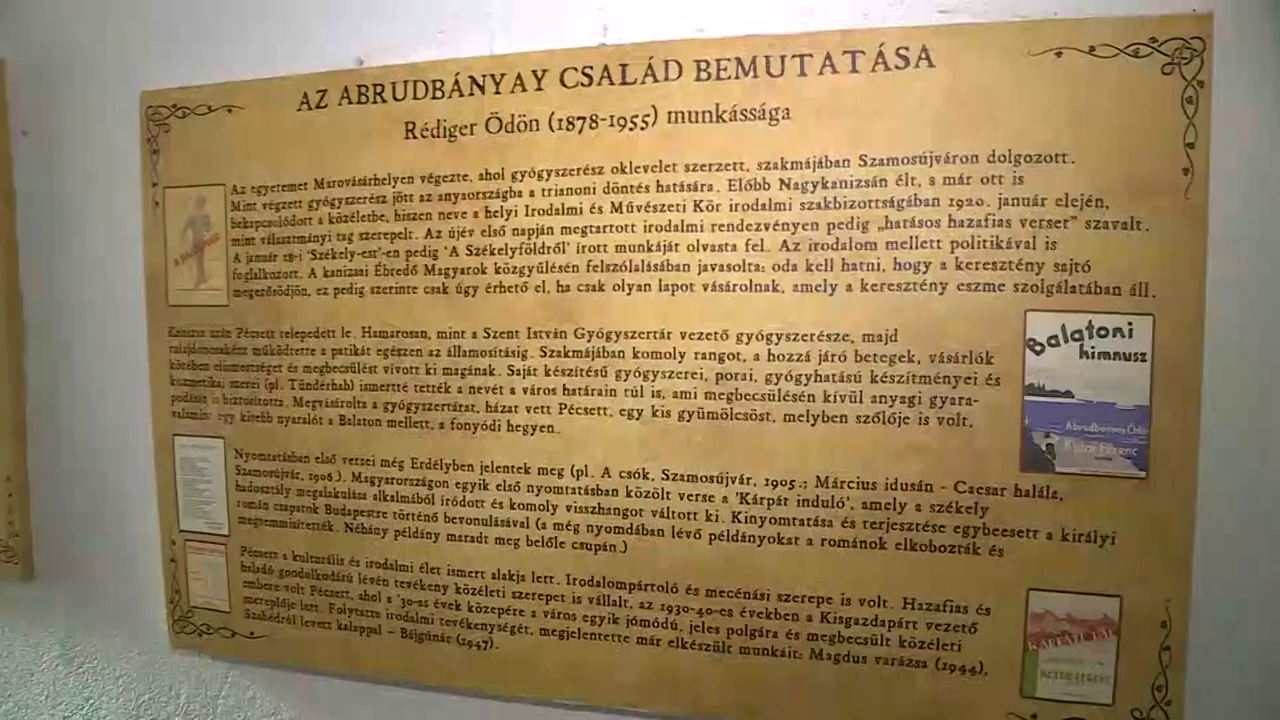 AZ ABRUDBÁNYAY CSALÁD BEMUTATÁSA
Rédiger Ödön (1878-1955) munkássága
Az egyetemet Marovásárhelyen végezte, ahol gyógyszerész oklevelet szerzett, szakmájában Szamosújváron dolgozott.
Mint végzett gyógyszerész jött az anyaországba a trianoni döntés hatására. Előbb Nagykanizsán élt, s már ott is
bekapcsolódott a közéletbe, hiszen neve a helyi Irodalmi és Művészeti Kör irodalmi szakbizottságában 1920. január elején,
mint választmányi tag szerepelt. Az újév első napján megtartott irodalmi rendezvényen pedig „hatásos hazafias verset" szavalt.
A január 18-i 'Székely-est'-en pedig 'A Székelyföldről' írott munkáját olvasta fel. Az irodalom mellett politikával is
foglalkozott. A kanizsai Ébredő Magyarok közgyűlésén felszólalásában javasolta: oda kell hatni, hogy a keresztény sajtó
megerősödjön, ez pedig szerinte csak úgy érhető el, ha csak olyan lapot vásárolnak, amely a keresztény eszme szolgálatában áll.
Kanizsa után Pécsett telepedett le. Hamarosan, mint a Szent István Gyógyszertár vezető gyógyszerésze, majd
tulajdonosaként működtette a patikát egészen az államosításig. Szakmájában komoly rangot, a hozzá járó betegek, vásárlók
körében elismertséget és megbecsülést vívott ki magának. Saját készítésű gyógyszerei, porai, gyógyhatású készítményei és
kozmetikai szerei (pl. Tündérhab) ismertté tették a nevét a város határain túl is, ami megbecsülésén kívül anyagi gyara-
podását is biztosította. Megvásárolta a gyógyszertárat, házat vett Pécsett, egy kis gyümölcsöst, melyben szőlője is volt,
valamint egy kisebb nyaralót a Balaton mellett, a fonyódi hegyen.
Balatoni
himnusz
Abrudbányay Ödön
Ferenc
Nyomtatásban első versei még Erdélyben jelentek meg (pl. A csók, Szamosújvár, 1905.; Március idusán - Caesar halála,
Szamosújvár, 1906.). Magyarországon egyik első nyomtatásban közölt verse a 'Kárpát induló', amely a székely
hadosztály megalakulása alkalmából íródott és komoly visszhangot váltott ki. Kinyomtatása és terjesztése egybeesett a királyi
román csapatok Budapestre történő bevonulásával (a még nyomdában lévő példányokat a románok elkobozták és
megsemmisítették. Néhány példány maradt meg belőle csupán.)
Pécsett a kulturális és irodalmi élet ismert alakja lett. Irodalompártoló és mecénási szerepe is volt. Hazafias és
haladó gondolkodású lévén tevékeny közéleti szerepet is vállalt, az 1930-40-es években a Kisgazdapárt vezető
embere volt Pécsett, ahol a '30-as évek közepére a város egyik jómódú, jeles polgára és megbecsült közéleti
szereplője lett. Folytatta irodalmi tevékenységét, megjelentette már elkészült munkáit: Magdus varázsa (1944),
Szabédról levett kalappal – Bájgúnár (1947).